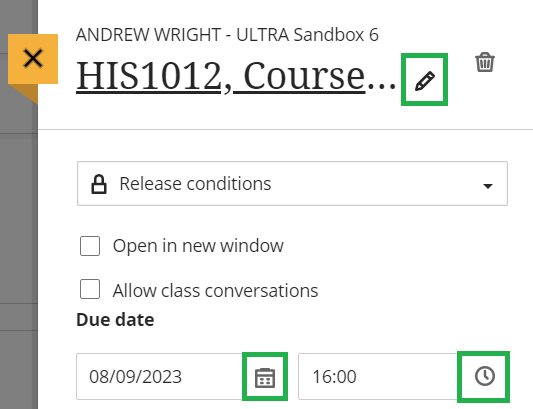 ANDREW WRIGHT - ULTRA Sandbox 6
HIS1012, Course...
Release conditions
Open in new window
Allow class conversations
Due date
08/09/2023 16:00